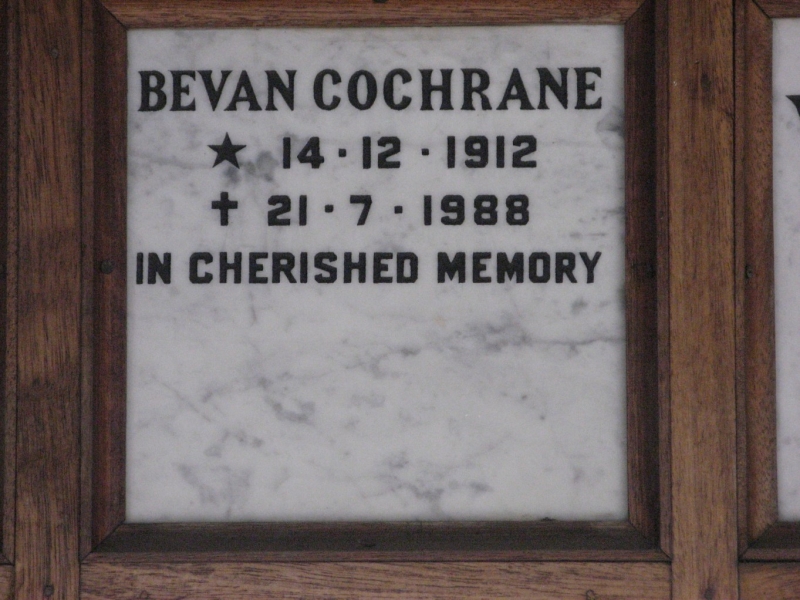 BEVAN COCHRANE
★ 14·12·1912
✝ 21·7·1988
IN CHERISHED MEMORY